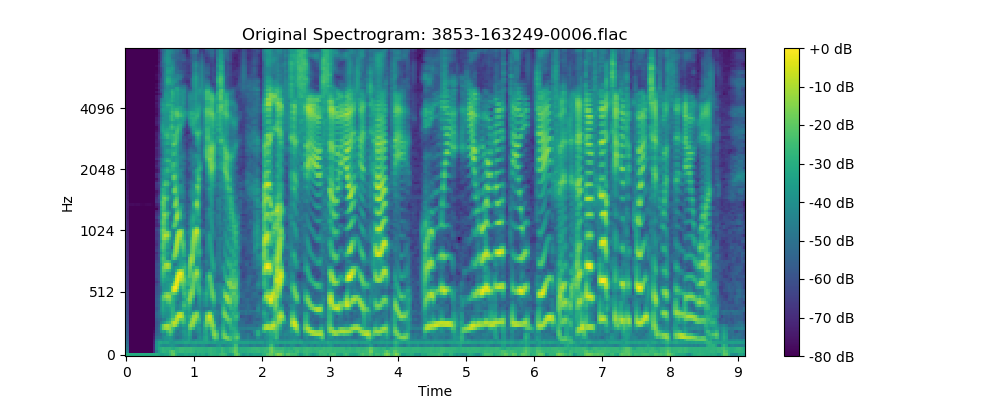 Original Spectrogram: 3853-163249-0006.flac
Hz
4096
2048
1024
512
0
0 1 2 3 4 5 6 7 8 9
Time
+0 dB
-10 dB
-20 dB
-30 dB
-40 dB
-50 dB
-60 dB
-70 dB
-80 dB